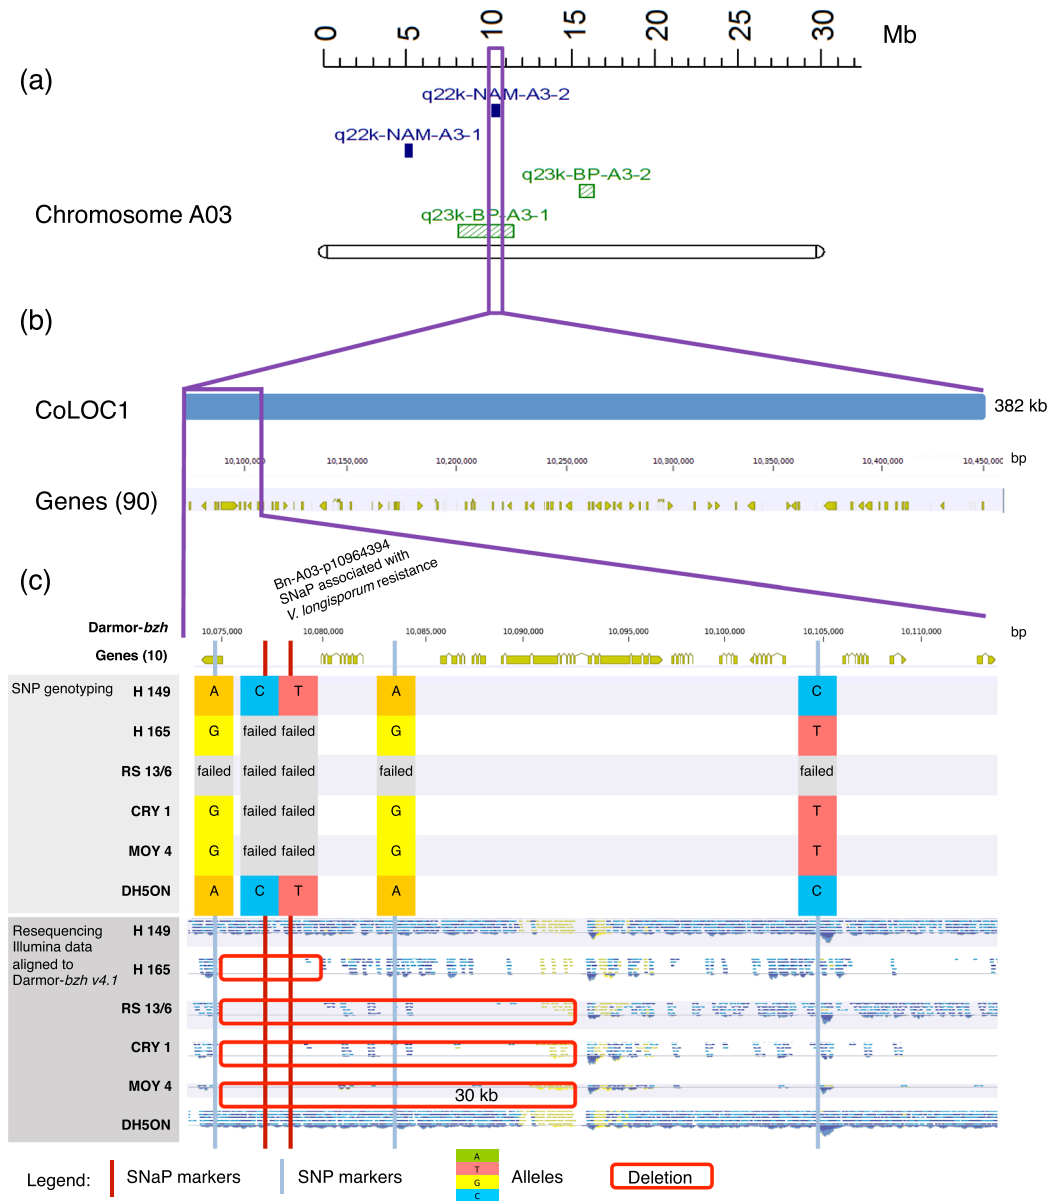 0 5 10 15 20 25 30 Mb
(a)
q22k-NAM-A3-2
q22k-NAM-A3-1
q23k-BP-A3-2
Chromosome A03
q23k-BP-A3-1
(b)
CoLOC1
382 kb
10,100,000 10,150,000 10,200,000 10,250,000 10,300,000 10,350,000 10,400,000 10,450,000 bp
Genes (90)
(c)
Bn-A03-p10964394
SNaP associated with
V. longisporum resistance
Darmor-bzh
10,075,000 10,080,000 10,085,000 10,090,000 10,095,000 10,100,000 10,105,000 10,110,000 bp
Genes (10)
SNP genotyping
H 149 A C T A C
H 165 G failed failed G T
RS 13/6 failed failed failed failed failed
CRY 1 G failed failed G T
MOY 4 G failed failed G T
DH5ON A C T A C
Resequencing
Illumina data
aligned to
Darmor-bzh v4.1
H 149
H 165
RS 13/6
CRY 1
MOY 4
30 kb
DH5ON
Legend:
SNaP markers
SNP markers
A
T
G
C
Alleles
Deletion